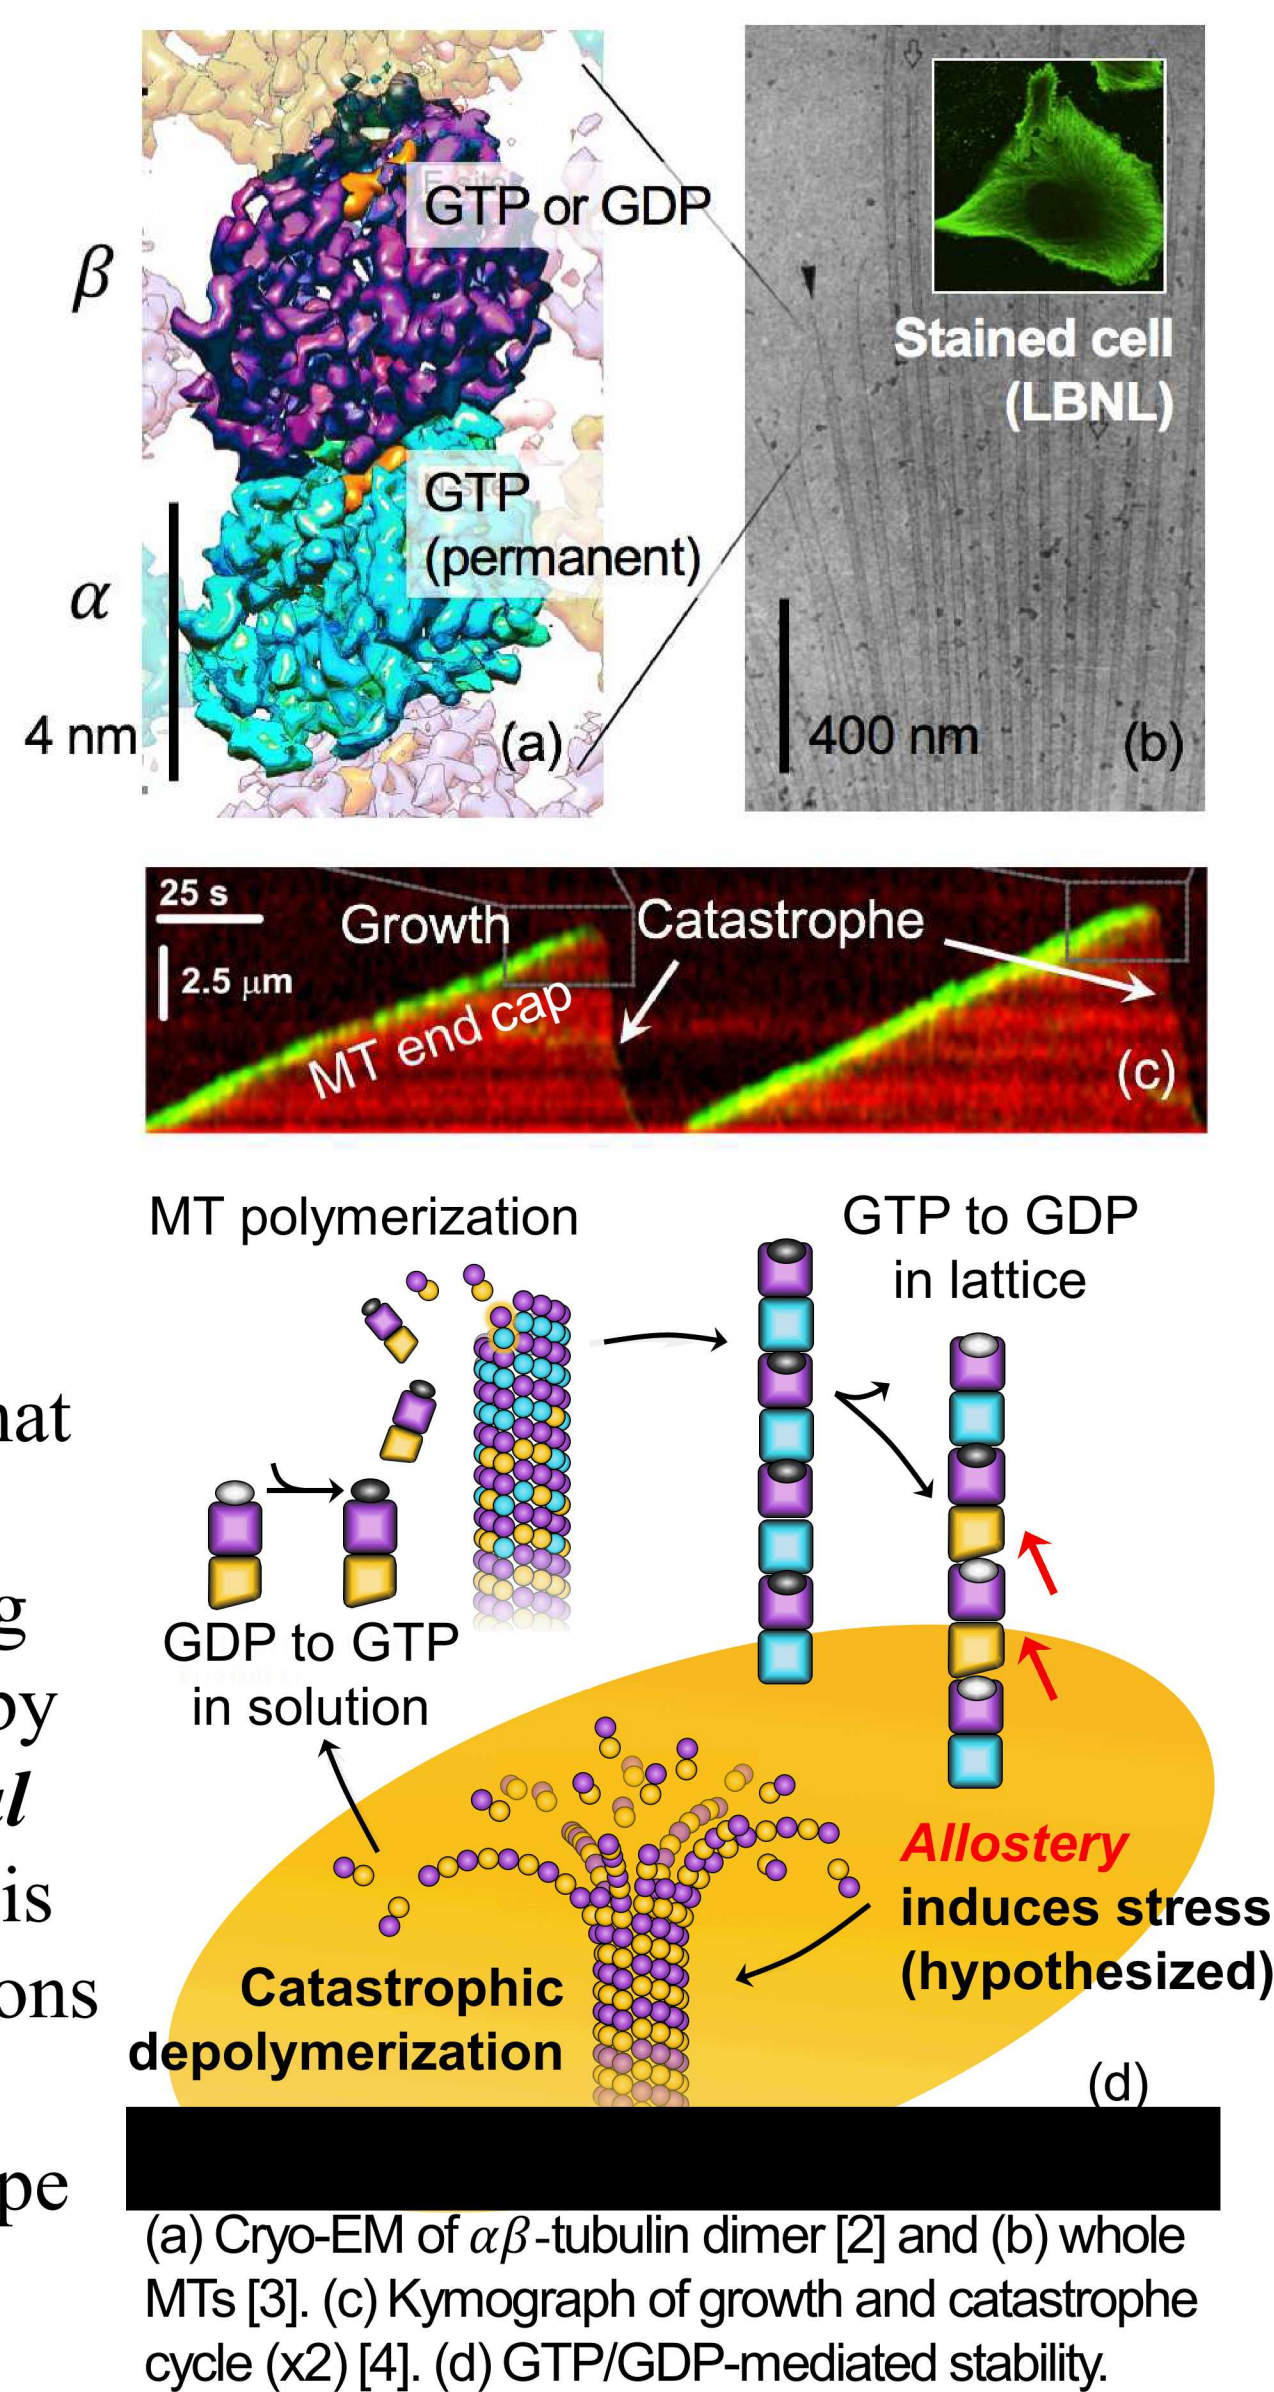 E-site
GTP or GDP
β
Stained cell
(LBNL)
GTP
(permanent)
α
4 nm
(a)
400 nm
(b)
25 s
Growth
Catastrophe
2.5 μm
MT end cap
(c)
MT polymerization
GTP to GDP
in lattice
GDP to GTP
in solution
Allostery
induces stress
(hypothesized)
Catastrophic
depolymerization
(d)
(a) Cryo-EM of αβ-tubulin dimer [2] and (b) whole
MTs [3]. (c) Kymograph of growth and catastrophe
cycle (x2) [4]. (d) GTP/GDP-mediated stability.
g
is